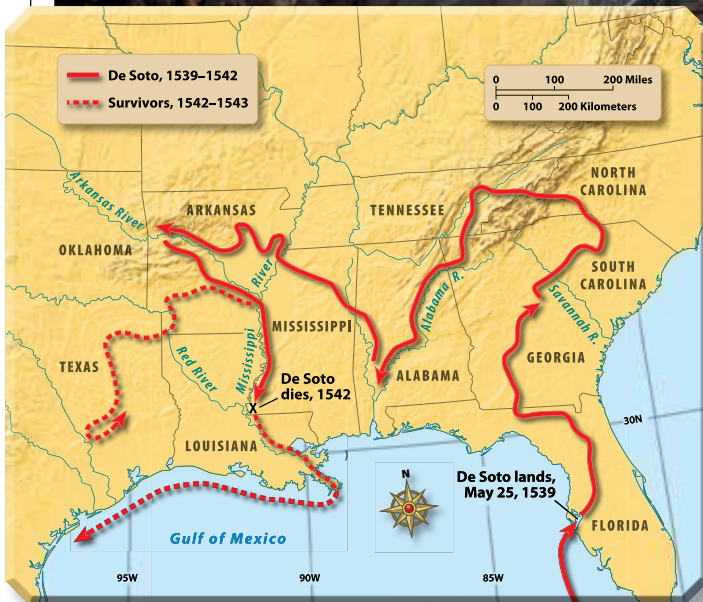 De Soto, 1539–1542
Survivors, 1542–1543
0 100 200 Miles
0 100 200 Kilometers
NORTH
CAROLINA
Arkansas River
ARKANSAS
TENNESSEE
OKLAHOMA
River
Alabama R.
SOUTH
CAROLINA
Savannah R.
MISSISSIPPI
Mississippi
GEORGIA
TEXAS
Red River
De Soto
dies, 1542
ALABAMA
X
30N
LOUISIANA
N
De Soto lands,
May 25, 1539
FLORIDA
Gulf of Mexico
95W
90W
85W